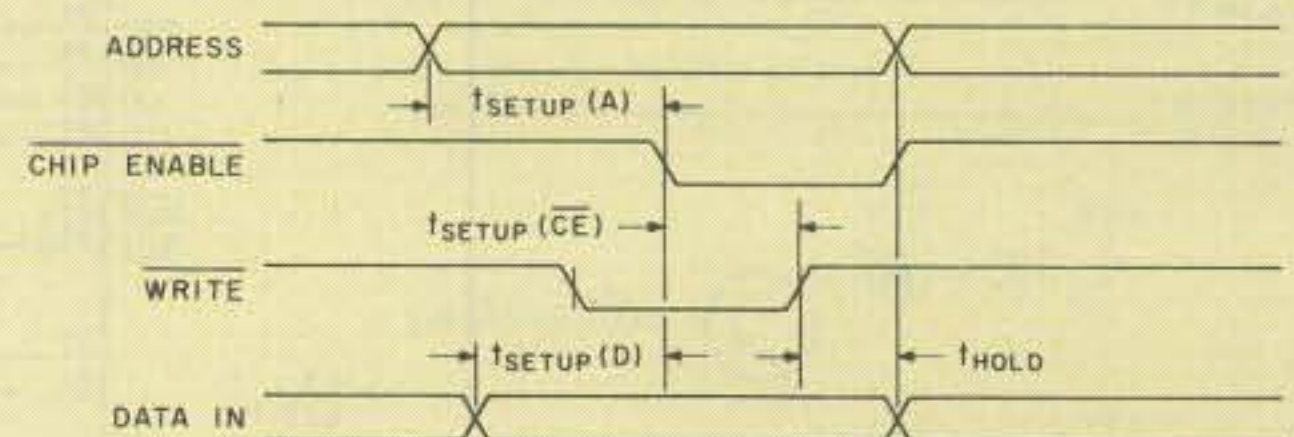 ADDRESS
tSETUP (A)
CHIP ENABLE
tSETUP (CE)
WRITE
tSETUP (D)
tHOLD
DATA IN